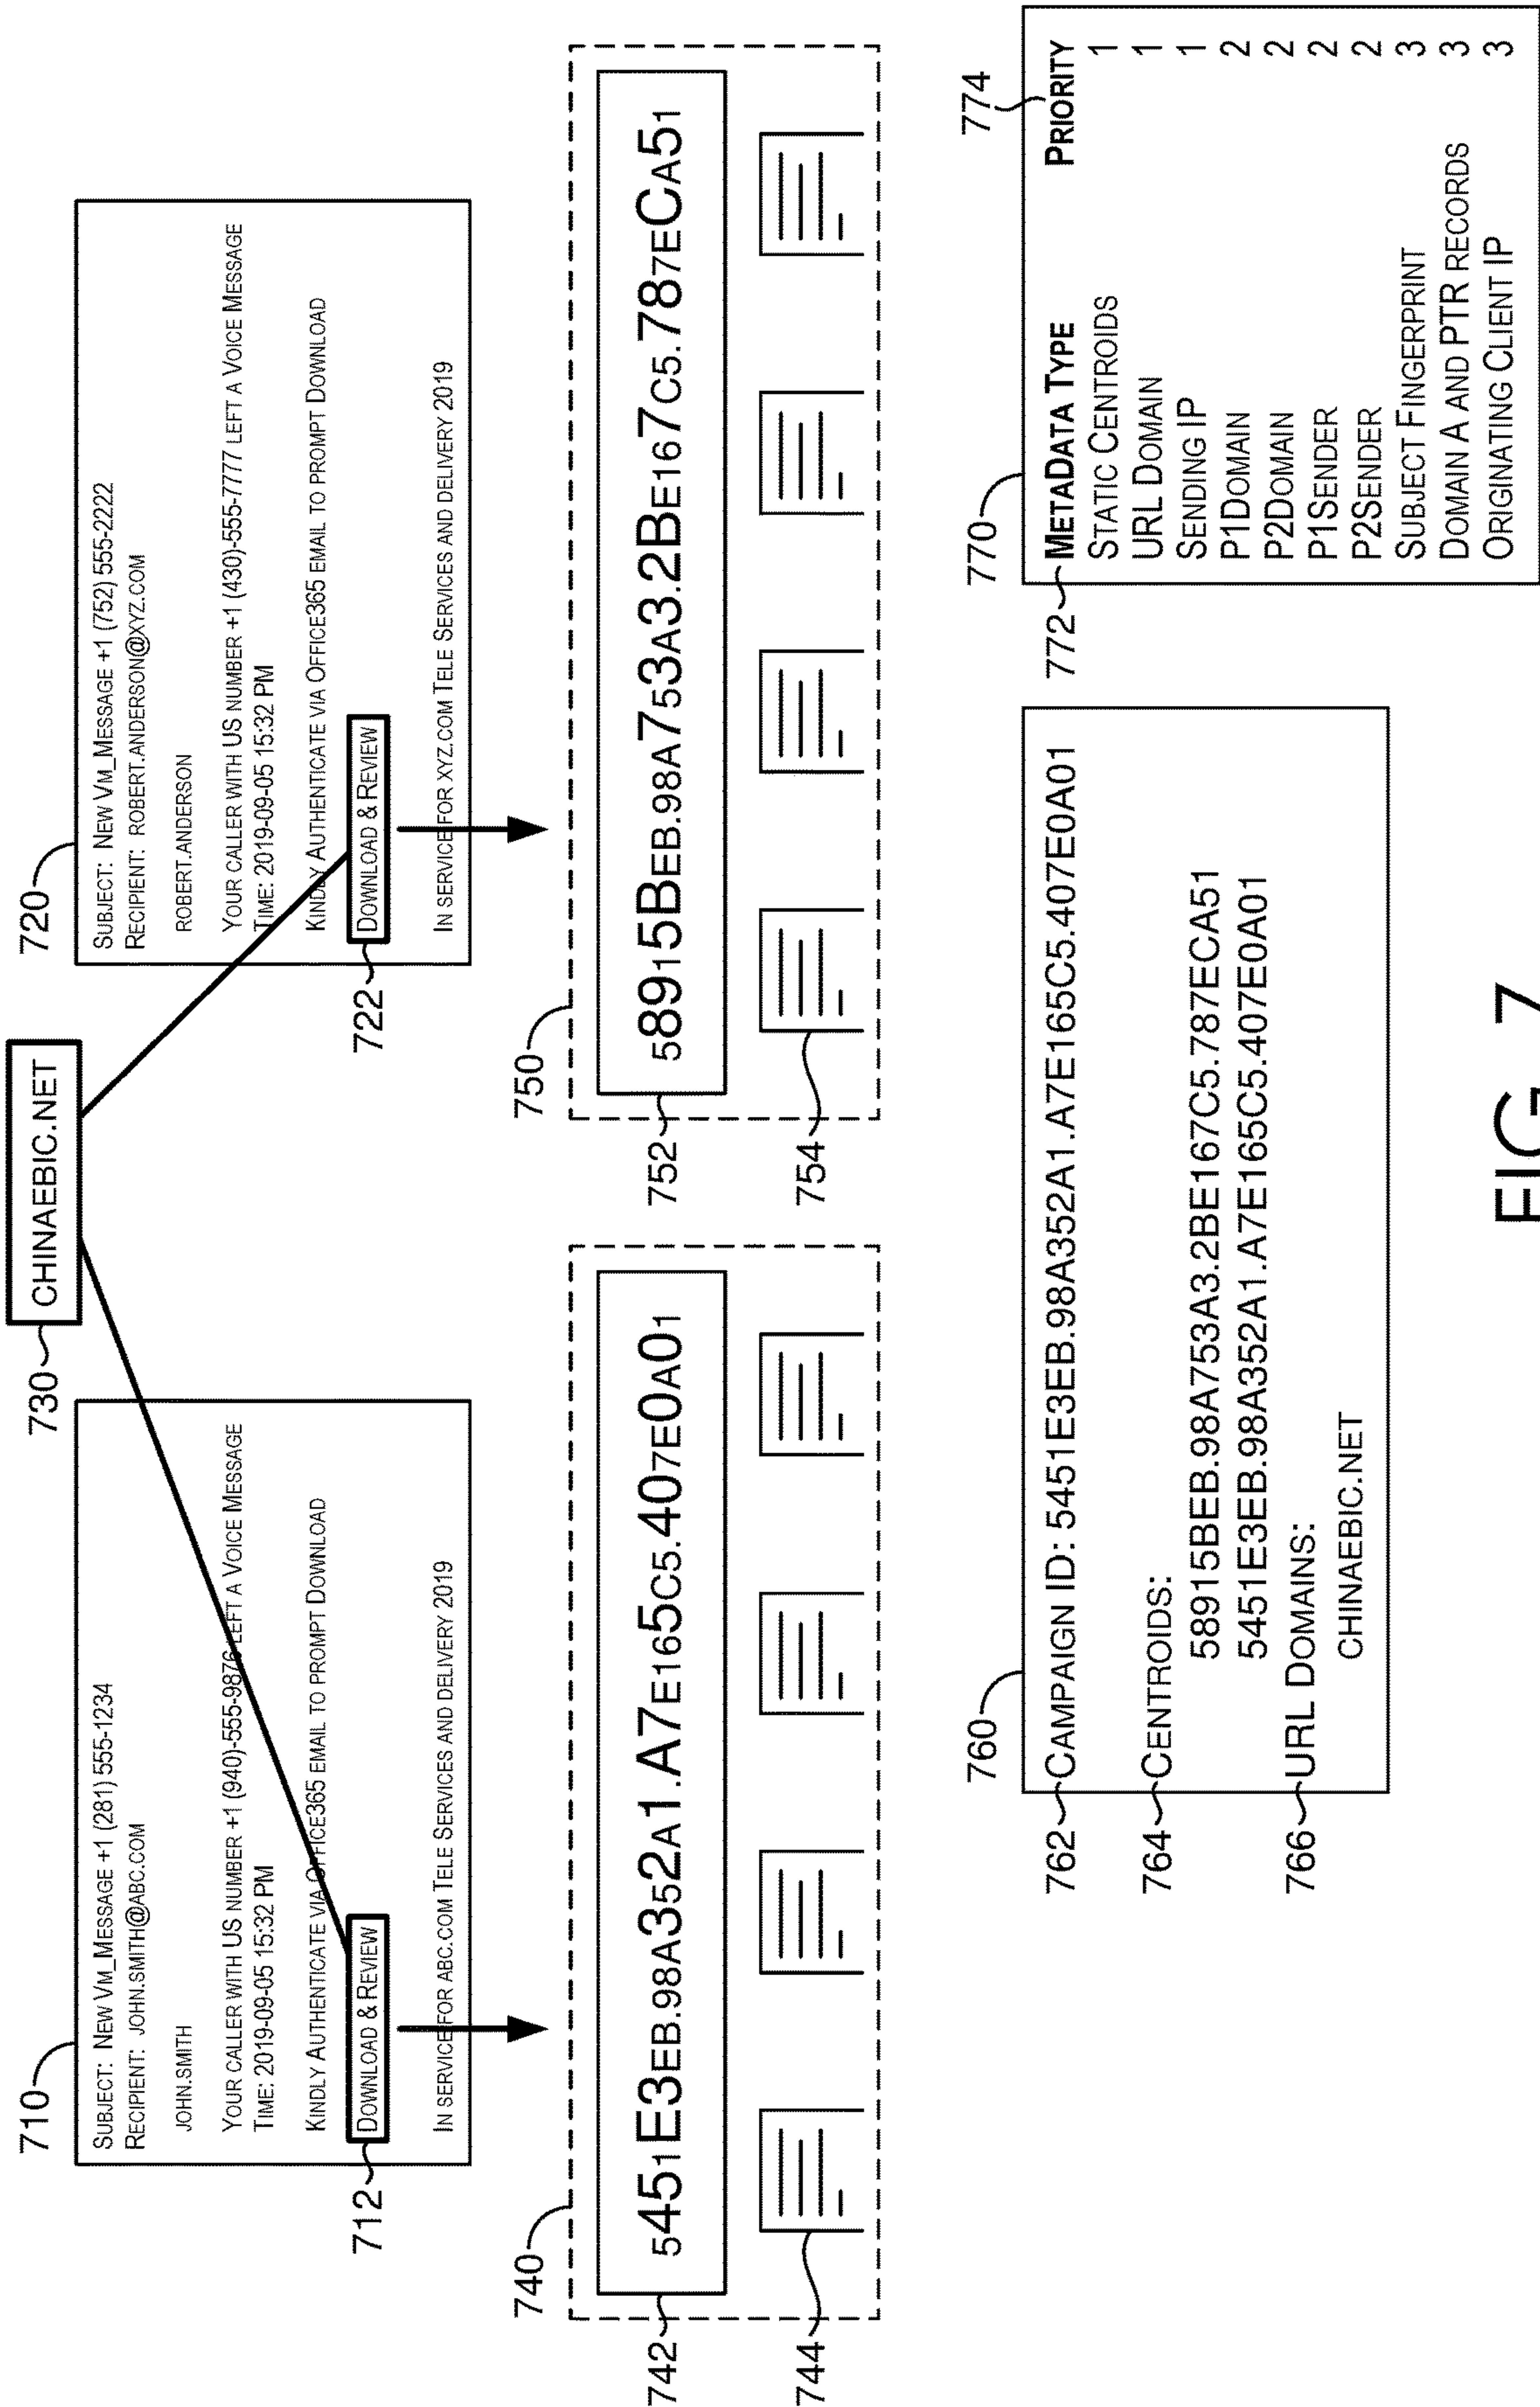 730
CHINAEBIC.NET
710
SUBJECT: NEW VM_MESSAGE +1 (281) 555-1234
RECIPIENT: JOHN.SMITH@ABC.COM
JOHN.SMITH
YOUR CALLER WITH US NUMBER +1 (940)-555-9876 LEFT A VOICE MESSAGE
TIME: 2019-09-05 15:32 PM
KINDLY AUTHENTICATE VIA OFFICE365 EMAIL TO PROMPT DOWNLOAD
712
DOWNLOAD & REVIEW
IN SERVICE FOR ABC.COM TELE SERVICES AND DELIVERY 2019
720
SUBJECT: NEW VM_MESSAGE +1 (752) 555-2222
RECIPIENT: ROBERT.ANDERSON@XYZ.COM
ROBERT.ANDERSON
YOUR CALLER WITH US NUMBER +1 (430)-555-7777 LEFT A VOICE MESSAGE
TIME: 2019-09-05 15:32 PM
KINDLY AUTHENTICATE VIA OFFICE365 EMAIL TO PROMPT DOWNLOAD
722
DOWNLOAD & REVIEW
IN SERVICE FOR XYZ.COM TELE SERVICES AND DELIVERY 2019
740
742
5451E3EB.98A352A1.A7E165C5.407E0A01
744
750
752
58915BEB.98A753A3.2BE167C5.787ECA51
754
760
762 CAMPAIGN ID: 5451E3EB.98A352A1.A7E165C5.407E0A01
764 CENTROIDS:
58915BEB.98A753A3.2BE167C5.787ECA51
5451E3EB.98A352A1.A7E165C5.407E0A01
766 URL DOMAINS:
CHINAEBIC.NET
770
774
772 METADATA TYPE PRIORITY
STATIC CENTROIDS 1
URL DOMAIN 1
SENDING IP 1
P1DOMAIN 2
P2DOMAIN 2
P1SENDER 2
P2SENDER 2
SUBJECT FINGERPRINT 3
DOMAIN A AND PTR RECORDS 3
ORIGINATING CLIENT IP 3
FIG. 7